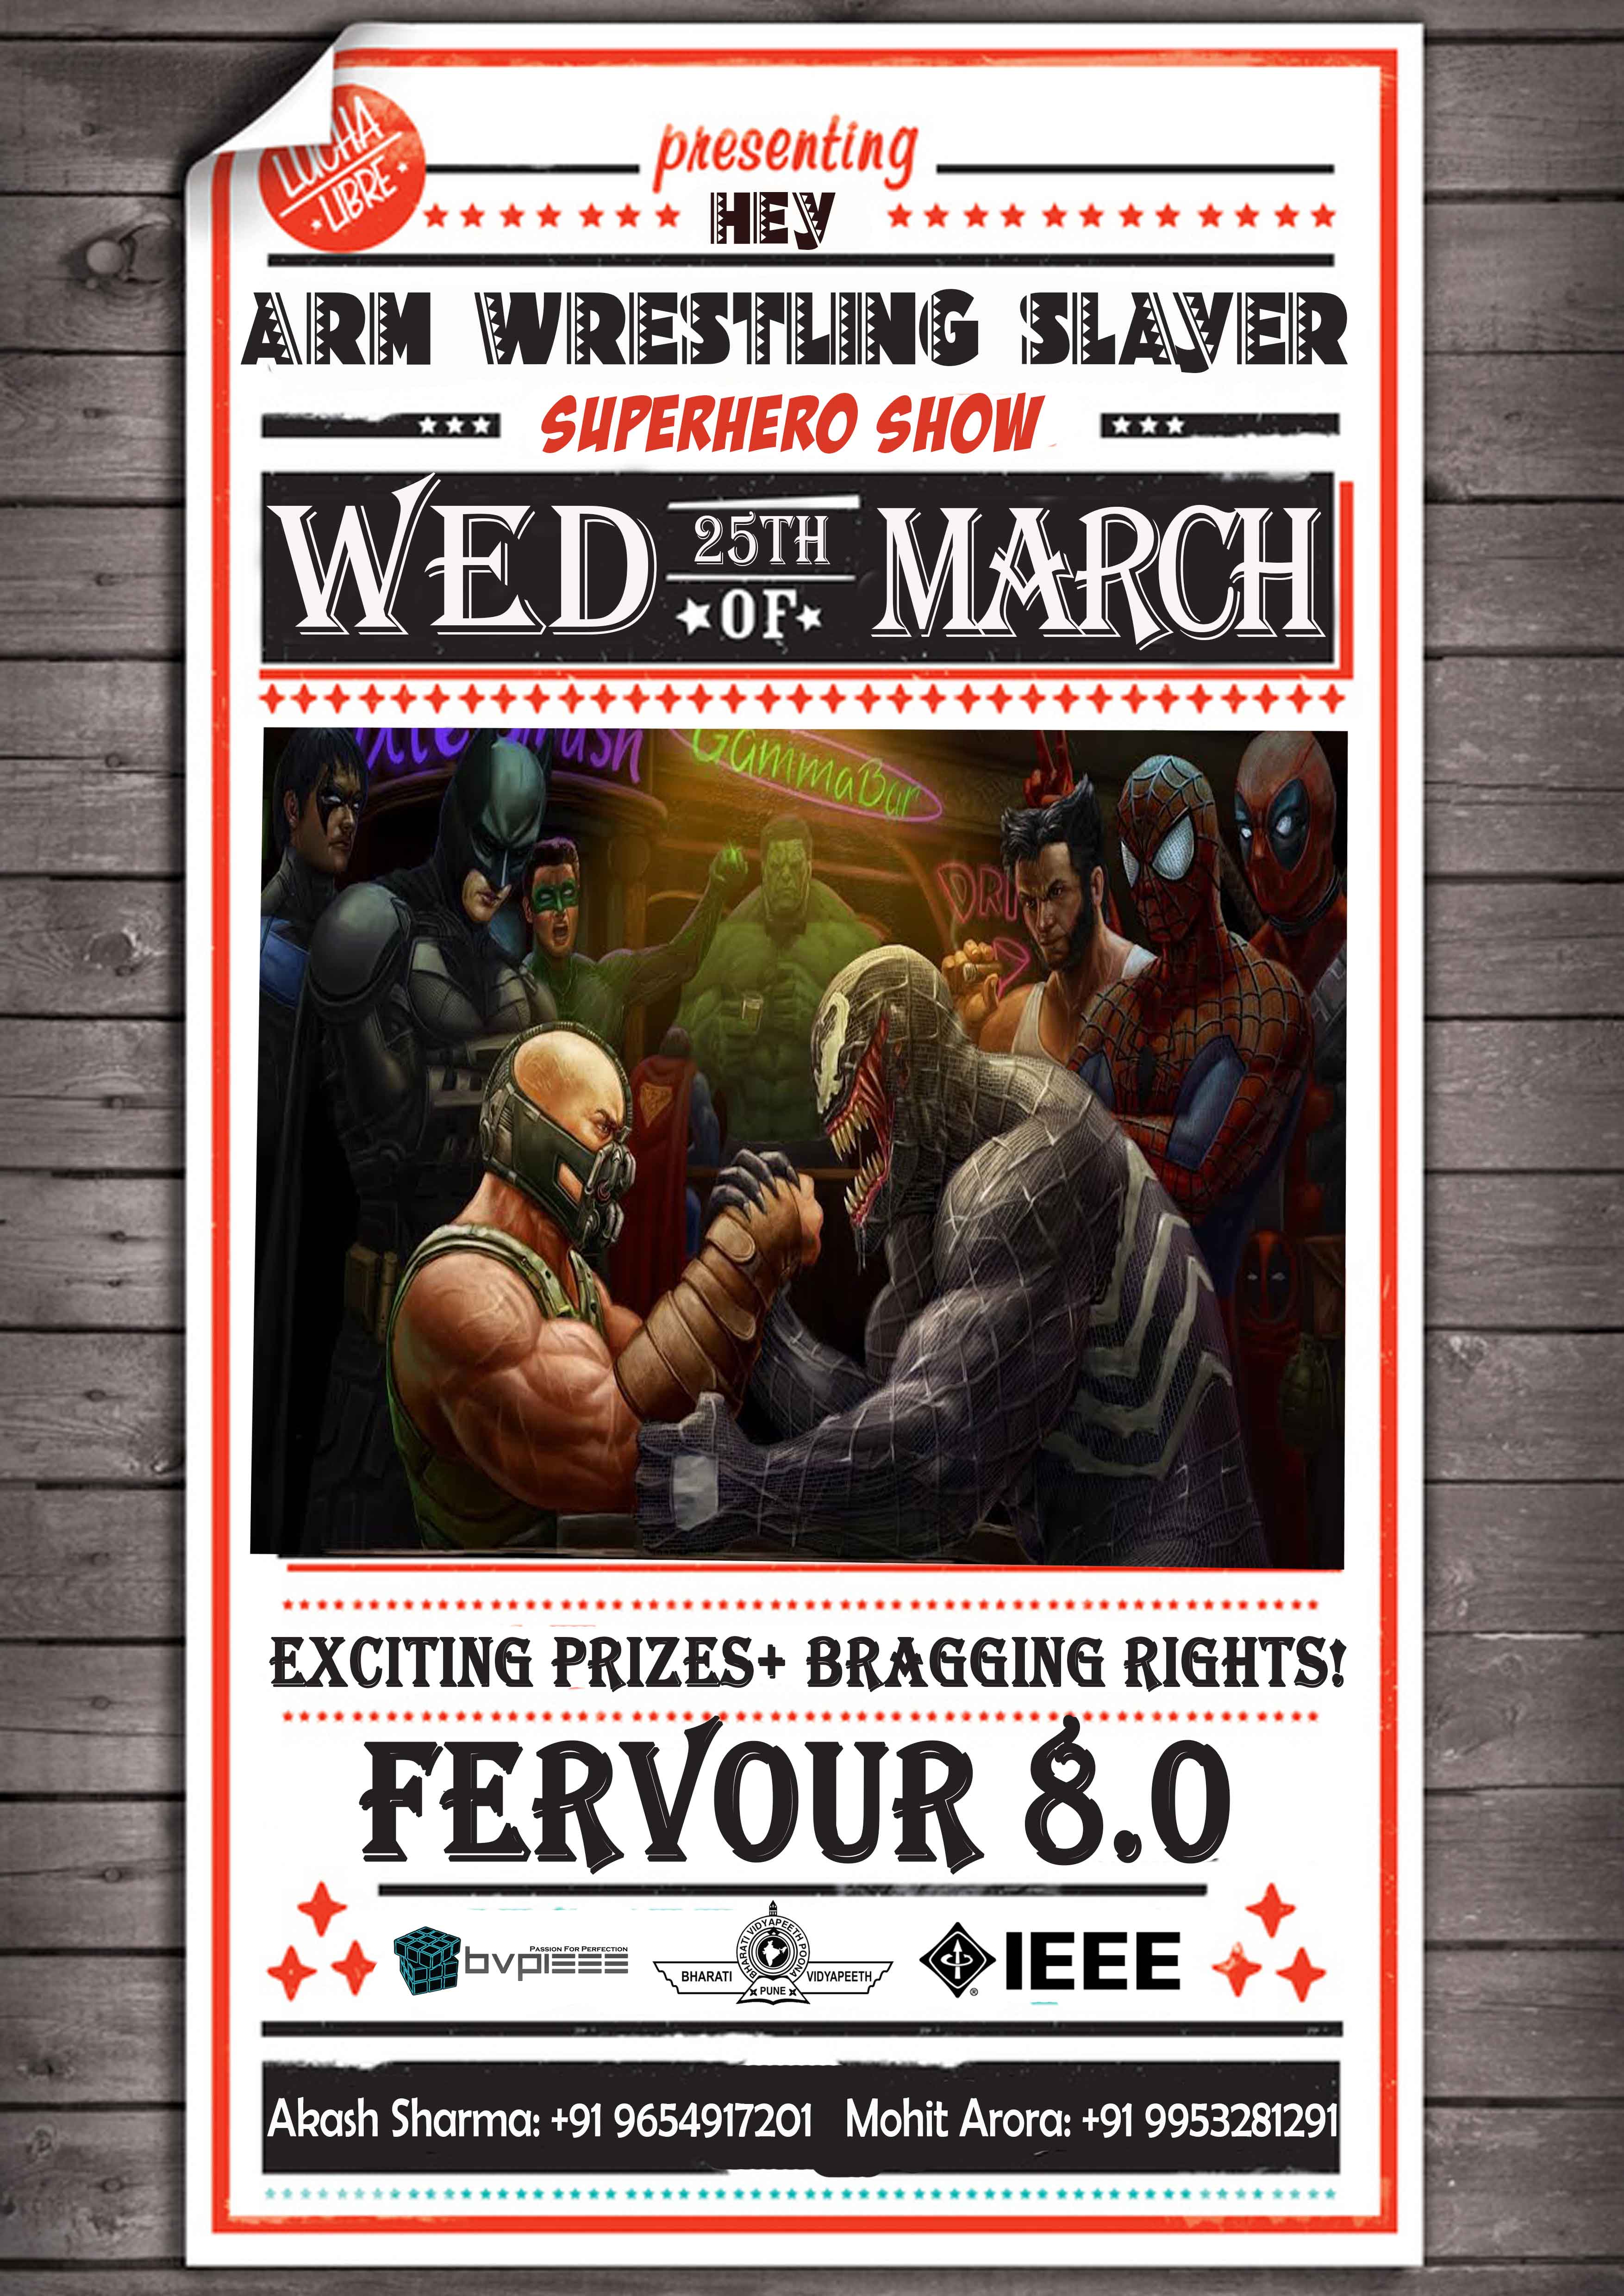 LUCHA
LIBRE
presenting
HEY
ARM WRESTLING SLAYER
SUPERHERO SHOW
WED 25TH OF MARCH
GammaBar
EXCITING PRIZES+ BRAGGING RIGHTS!
FERVOUR 8.0
PASSION FOR PERFECTION
bvpIEEE
BHARATI VIDYAPEETH POONA
BHARATI VIDYAPEETH
PUNE
IEEE
Akash Sharma: +91 9654917201 Mohit Arora: +91 9953281291